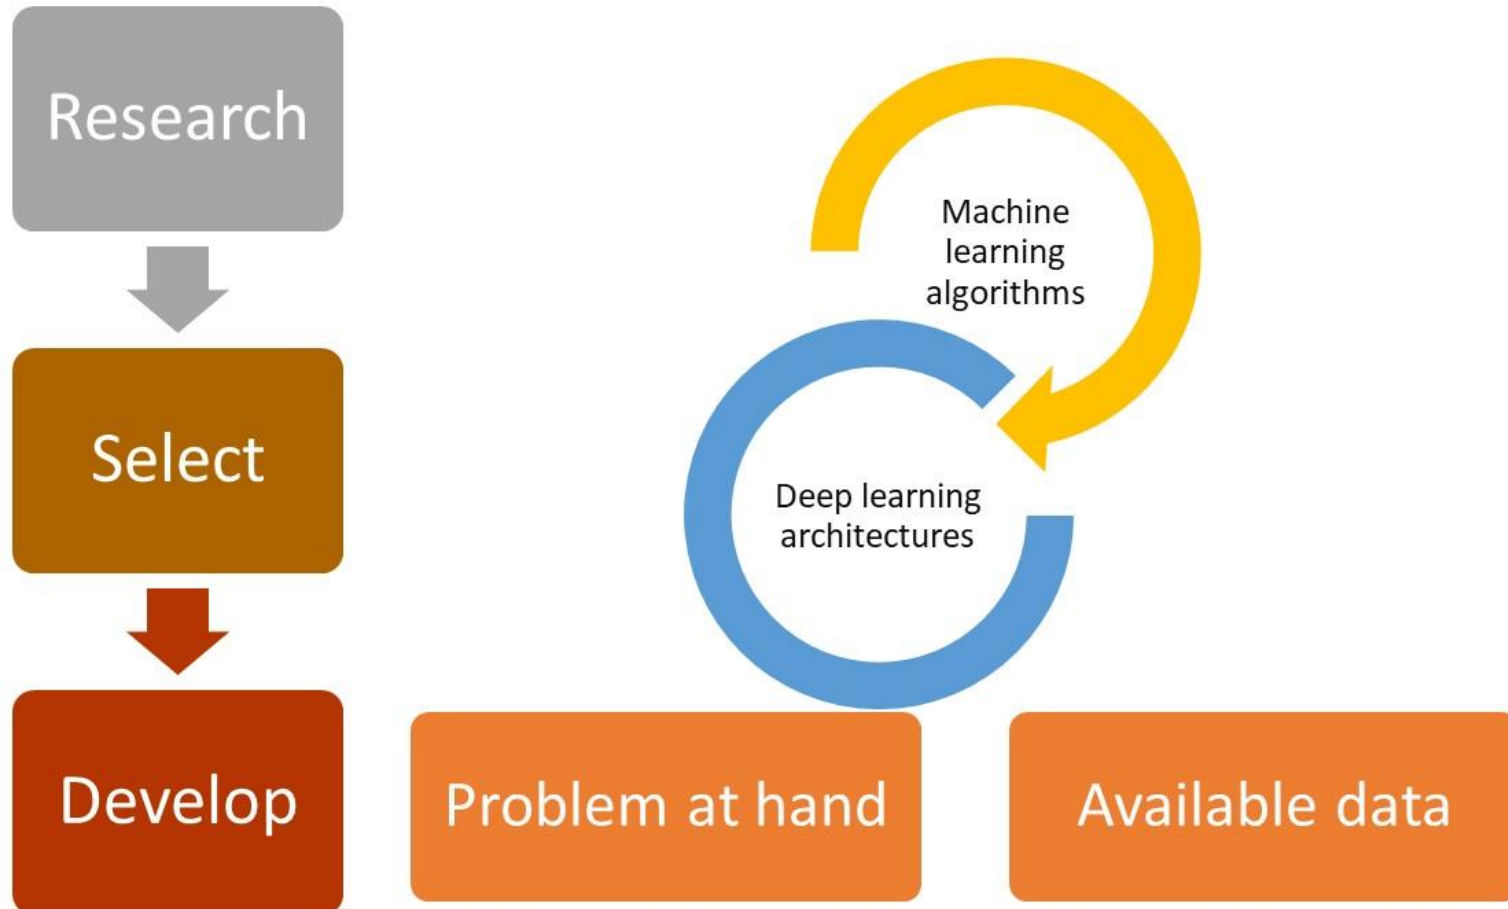 Research
Select
Develop
Machine
learning
algorithms
Deep learning
architectures
Problem at hand
Available data